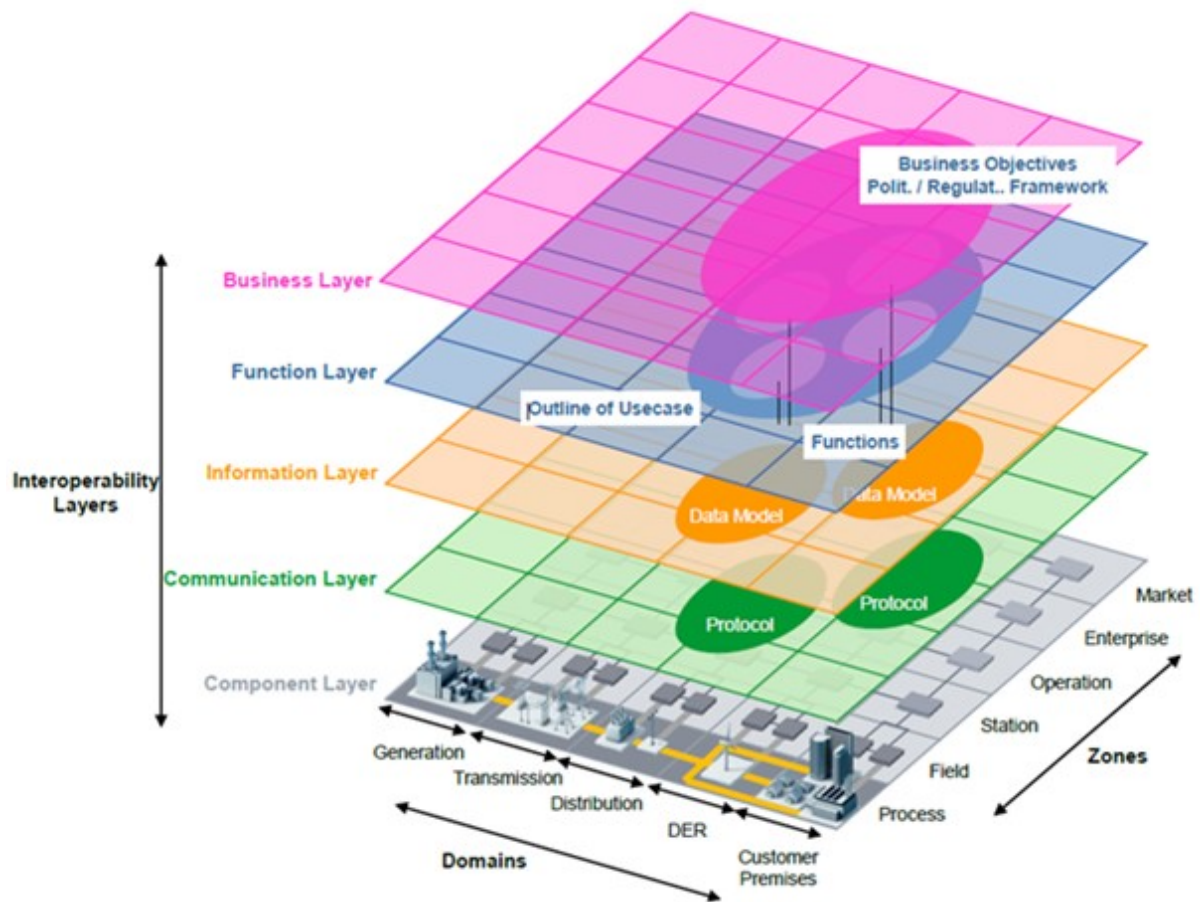 Business Objectives
Polit. / Regulat.. Framework
Business Layer
Function Layer
Outline of Usecase
Functions
Information Layer
Data Model
Data Model
Interoperability
Layers
Communication Layer
Protocol
Protocol
Component Layer
Market
Enterprise
Operation
Station
Field
Process
Zones
Generation
Transmission
Distribution
DER
Customer
Premises
Domains